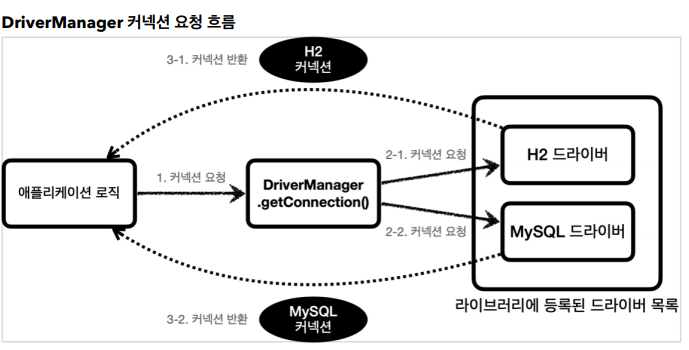 DriverManager 커넥션 요청 흐름
3-1. 커넥션 반환
H2
커넥션
애플리케이션 로직
1. 커넥션 요청
DriverManager
.getConnection()
2-1. 커넥션 요청
H2 드라이버
2-2. 커넥션 요청
MySQL 드라이버
라이브러리에 등록된 드라이버 목록
3-2. 커넥션 반환
MySQL
커넥션